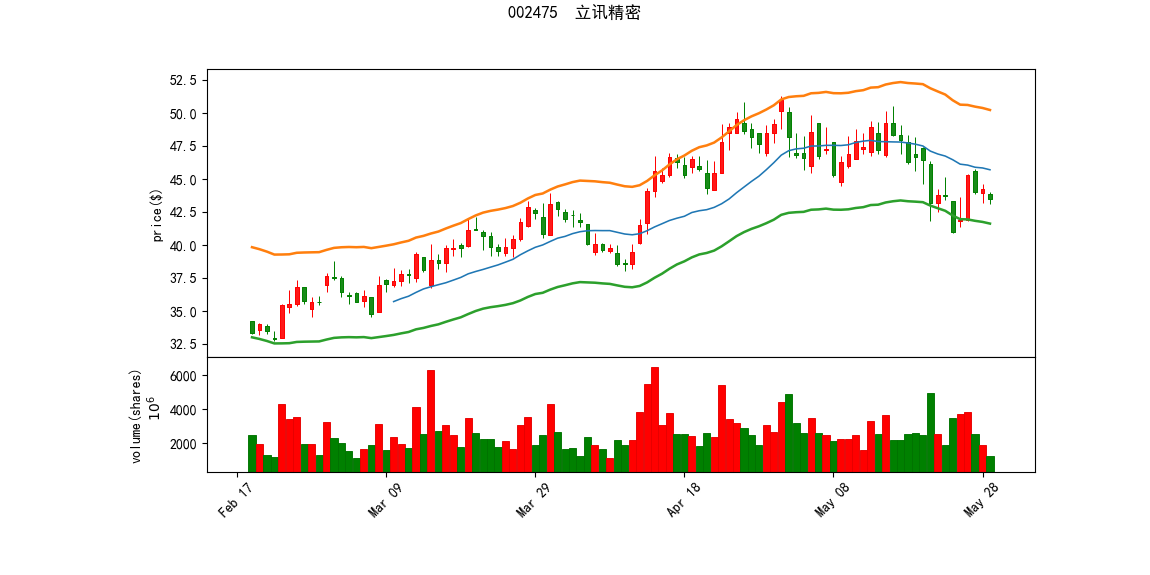 002475 立讯精密
52.5
50.0
47.5
45.0
42.5
40.0
37.5
35.0
32.5
price($)
6000
4000
2000
volume(shares)
10^6
Feb 17
Mar 09
Mar 29
Apr 18
May 08
May 28